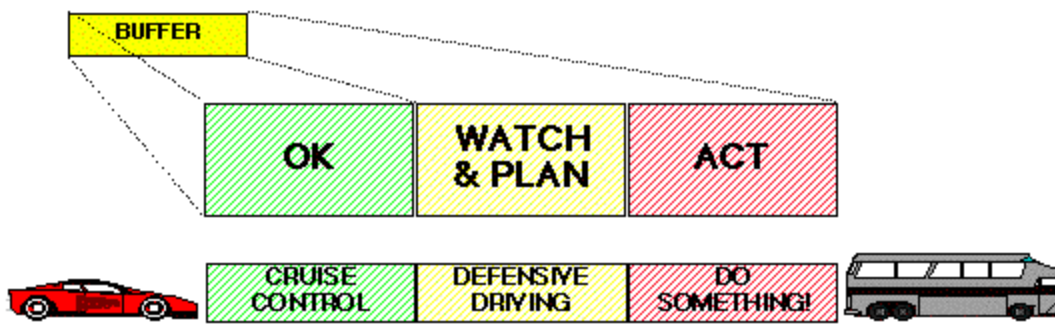 BUFFER
OK
WATCH
& PLAN
ACT
CRUISE
CONTROL
DEFENSIVE
DRIVING
DO
SOMETHING!